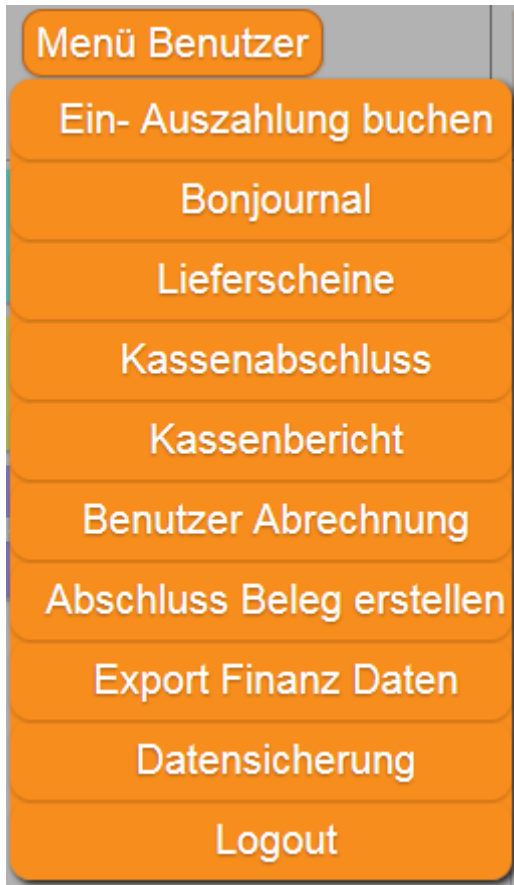 Menü Benutzer
Ein- Auszahlung buchen
Bonjournal
Lieferscheine
Kassenabschluss
Kassenbericht
Benutzer Abrechnung
Abschluss Beleg erstellen
Export Finanz Daten
Datensicherung
Logout